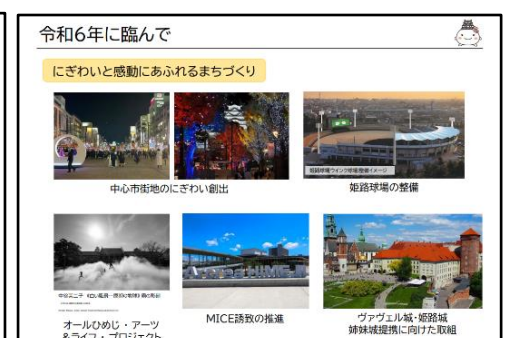 令和6年に臨んで
にぎわいと感動にあふれるまちづくり
中心市街地のにぎわい創出
姫路球場の整備
オールひめじ・アーツ
&ライフ・プロジェクト
MICE誘致の推進
ヴァヴェル城・姫路城
姉妹城提携に向けた取組